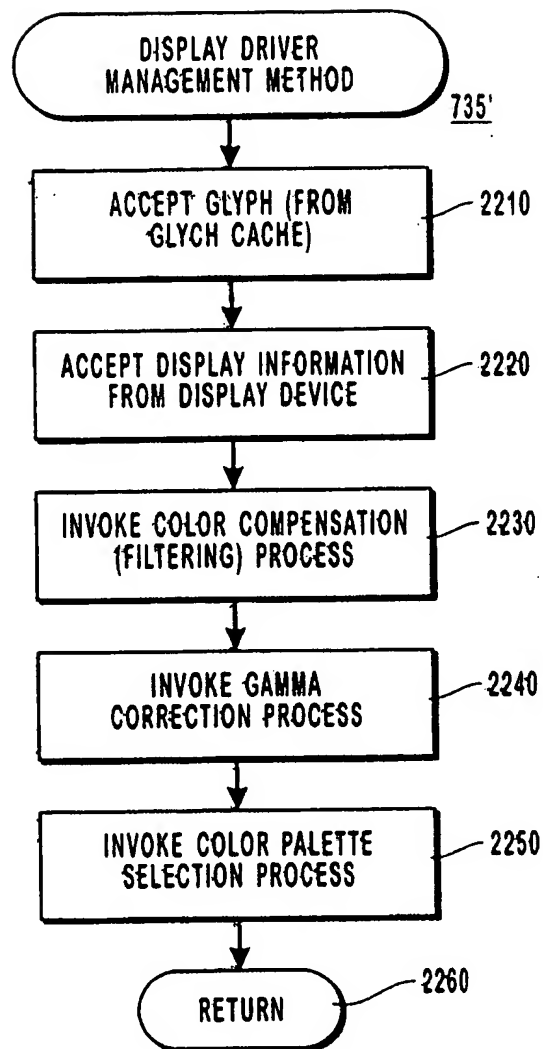 DISPLAY DRIVER
MANAGEMENT METHOD
735'
ACCEPT GLYPH (FROM
GLYCH CACHE)
2210
ACCEPT DISPLAY INFORMATION
FROM DISPLAY DEVICE
2220
INVOKE COLOR COMPENSATION
(FILTERING) PROCESS
2230
INVOKE GAMMA
CORRECTION PROCESS
2240
INVOKE COLOR PALETTE
SELECTION PROCESS
2250
RETURN
2260